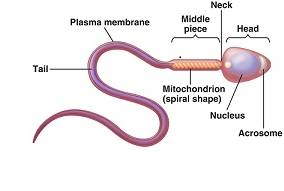 Neck
Plasma membrane
Middle
piece
Head
Tail
Mitochondrion
(spiral shape)
Nucleus
Acrosome